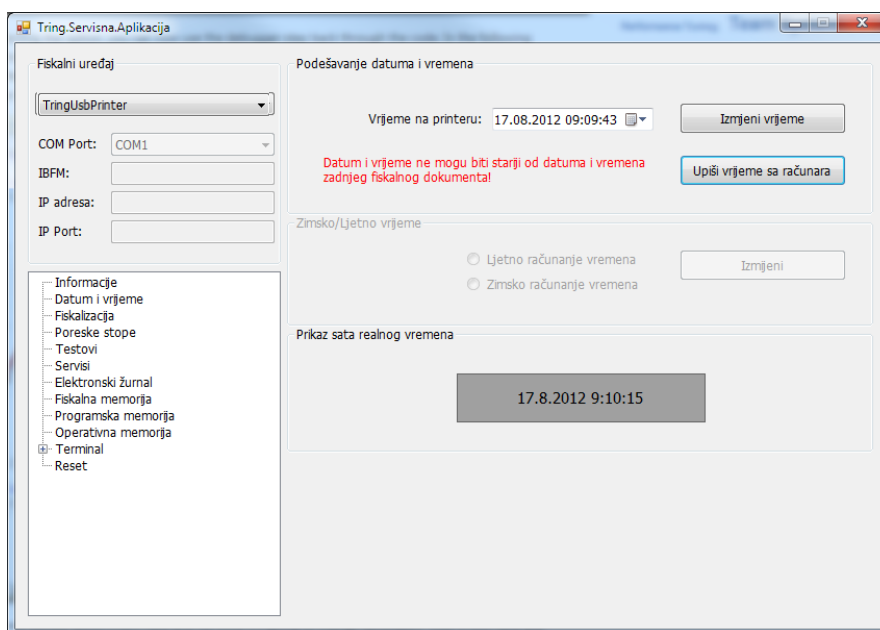 Tring.Servisna.Aplikacija
Fiskalni uređaj
TringUsbPrinter
COM Port:
COM1
IBFM:
IP adresa:
IP Port:
Informacije
Datum i vrijeme
Fiskalizacija
Poreske stope
Testovi
Servisi
Elektronski žurnal
Fiskalna memorija
Programska memorija
Operativna memorija
Terminal
Reset
Podešavanje datuma i vremena
Vrijeme na printeru:
17.08.2012 09:09:43
Izmjeni vrijeme
Datum i vrijeme ne mogu biti stariji od datuma i vremena
zadnjeg fiskalnog dokumenta!
Upiši vrijeme sa računara
Zimsko/Ljetno vrijeme
Ljetno računanje vremena
Zimsko računanje vremena
Izmijeni
Prikaz sata realnog vremena
17.8.2012 9:10:15